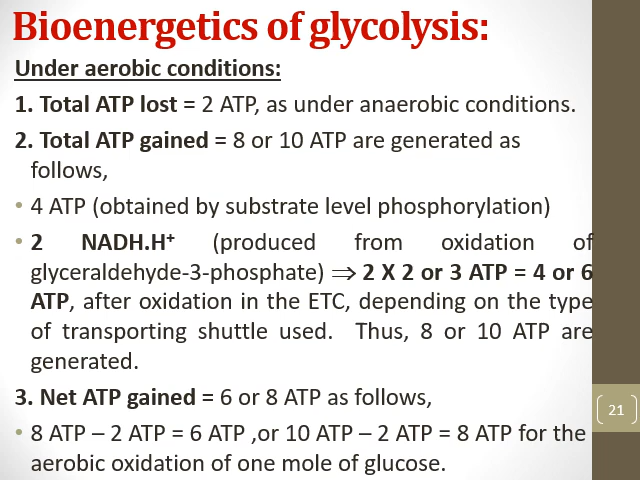 Bioenergetics of glycolysis:
Under aerobic conditions:
1. Total ATP lost = 2 ATP, as under anaerobic conditions.
2. Total ATP gained = 8 or 10 ATP are generated as
follows,
• 4 ATP (obtained by substrate level phosphorylation)
• 2 NADH.H⁺ (produced from oxidation of
glyceraldehyde-3-phosphate) ⇒ 2 X 2 or 3 ATP = 4 or 6
ATP, after oxidation in the ETC, depending on the type
of transporting shuttle used. Thus, 8 or 10 ATP are
generated.
3. Net ATP gained = 6 or 8 ATP as follows,
21
• 8 ATP – 2 ATP = 6 ATP ,or 10 ATP – 2 ATP = 8 ATP for the
aerobic oxidation of one mole of glucose.